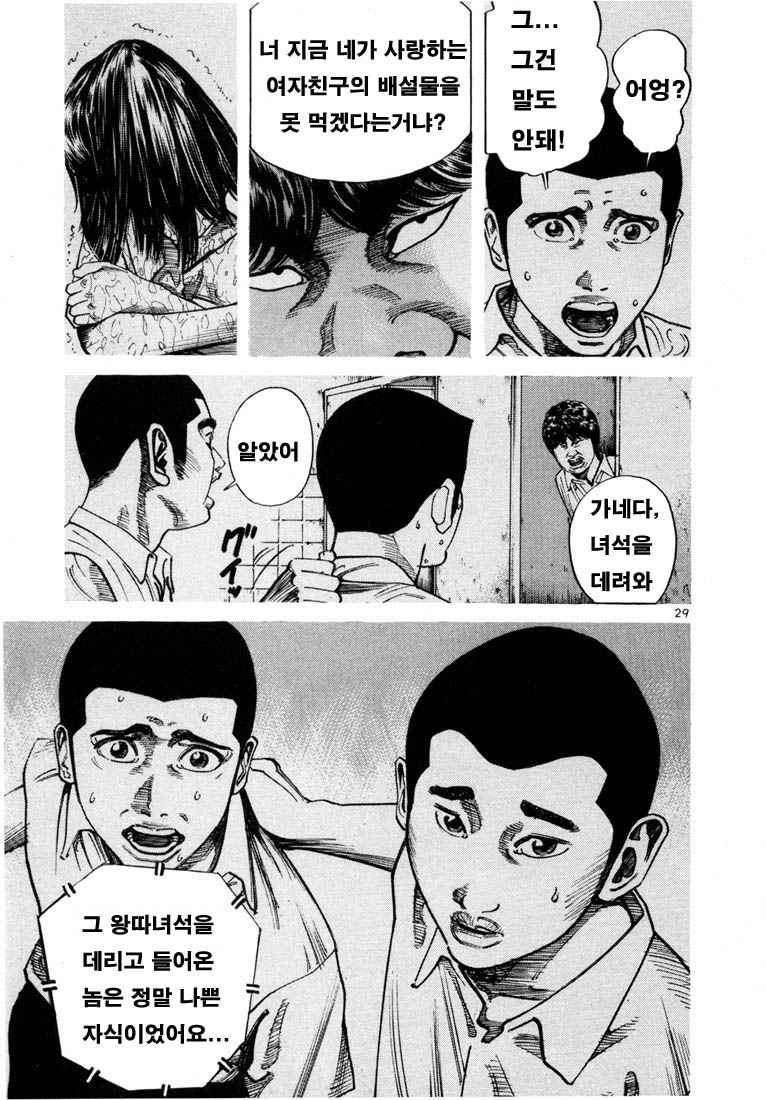 그...
그건
말도
안돼!
어엉?
너 지금 네가 사랑하는
여자친구의 배설물을
못 먹겠다는거냐?
가네다,
녀석을
데려와
알았어
グイッ
29
그 왕따녀석을
데리고 들어온
놈은 정말 나쁜
자식이었어요...